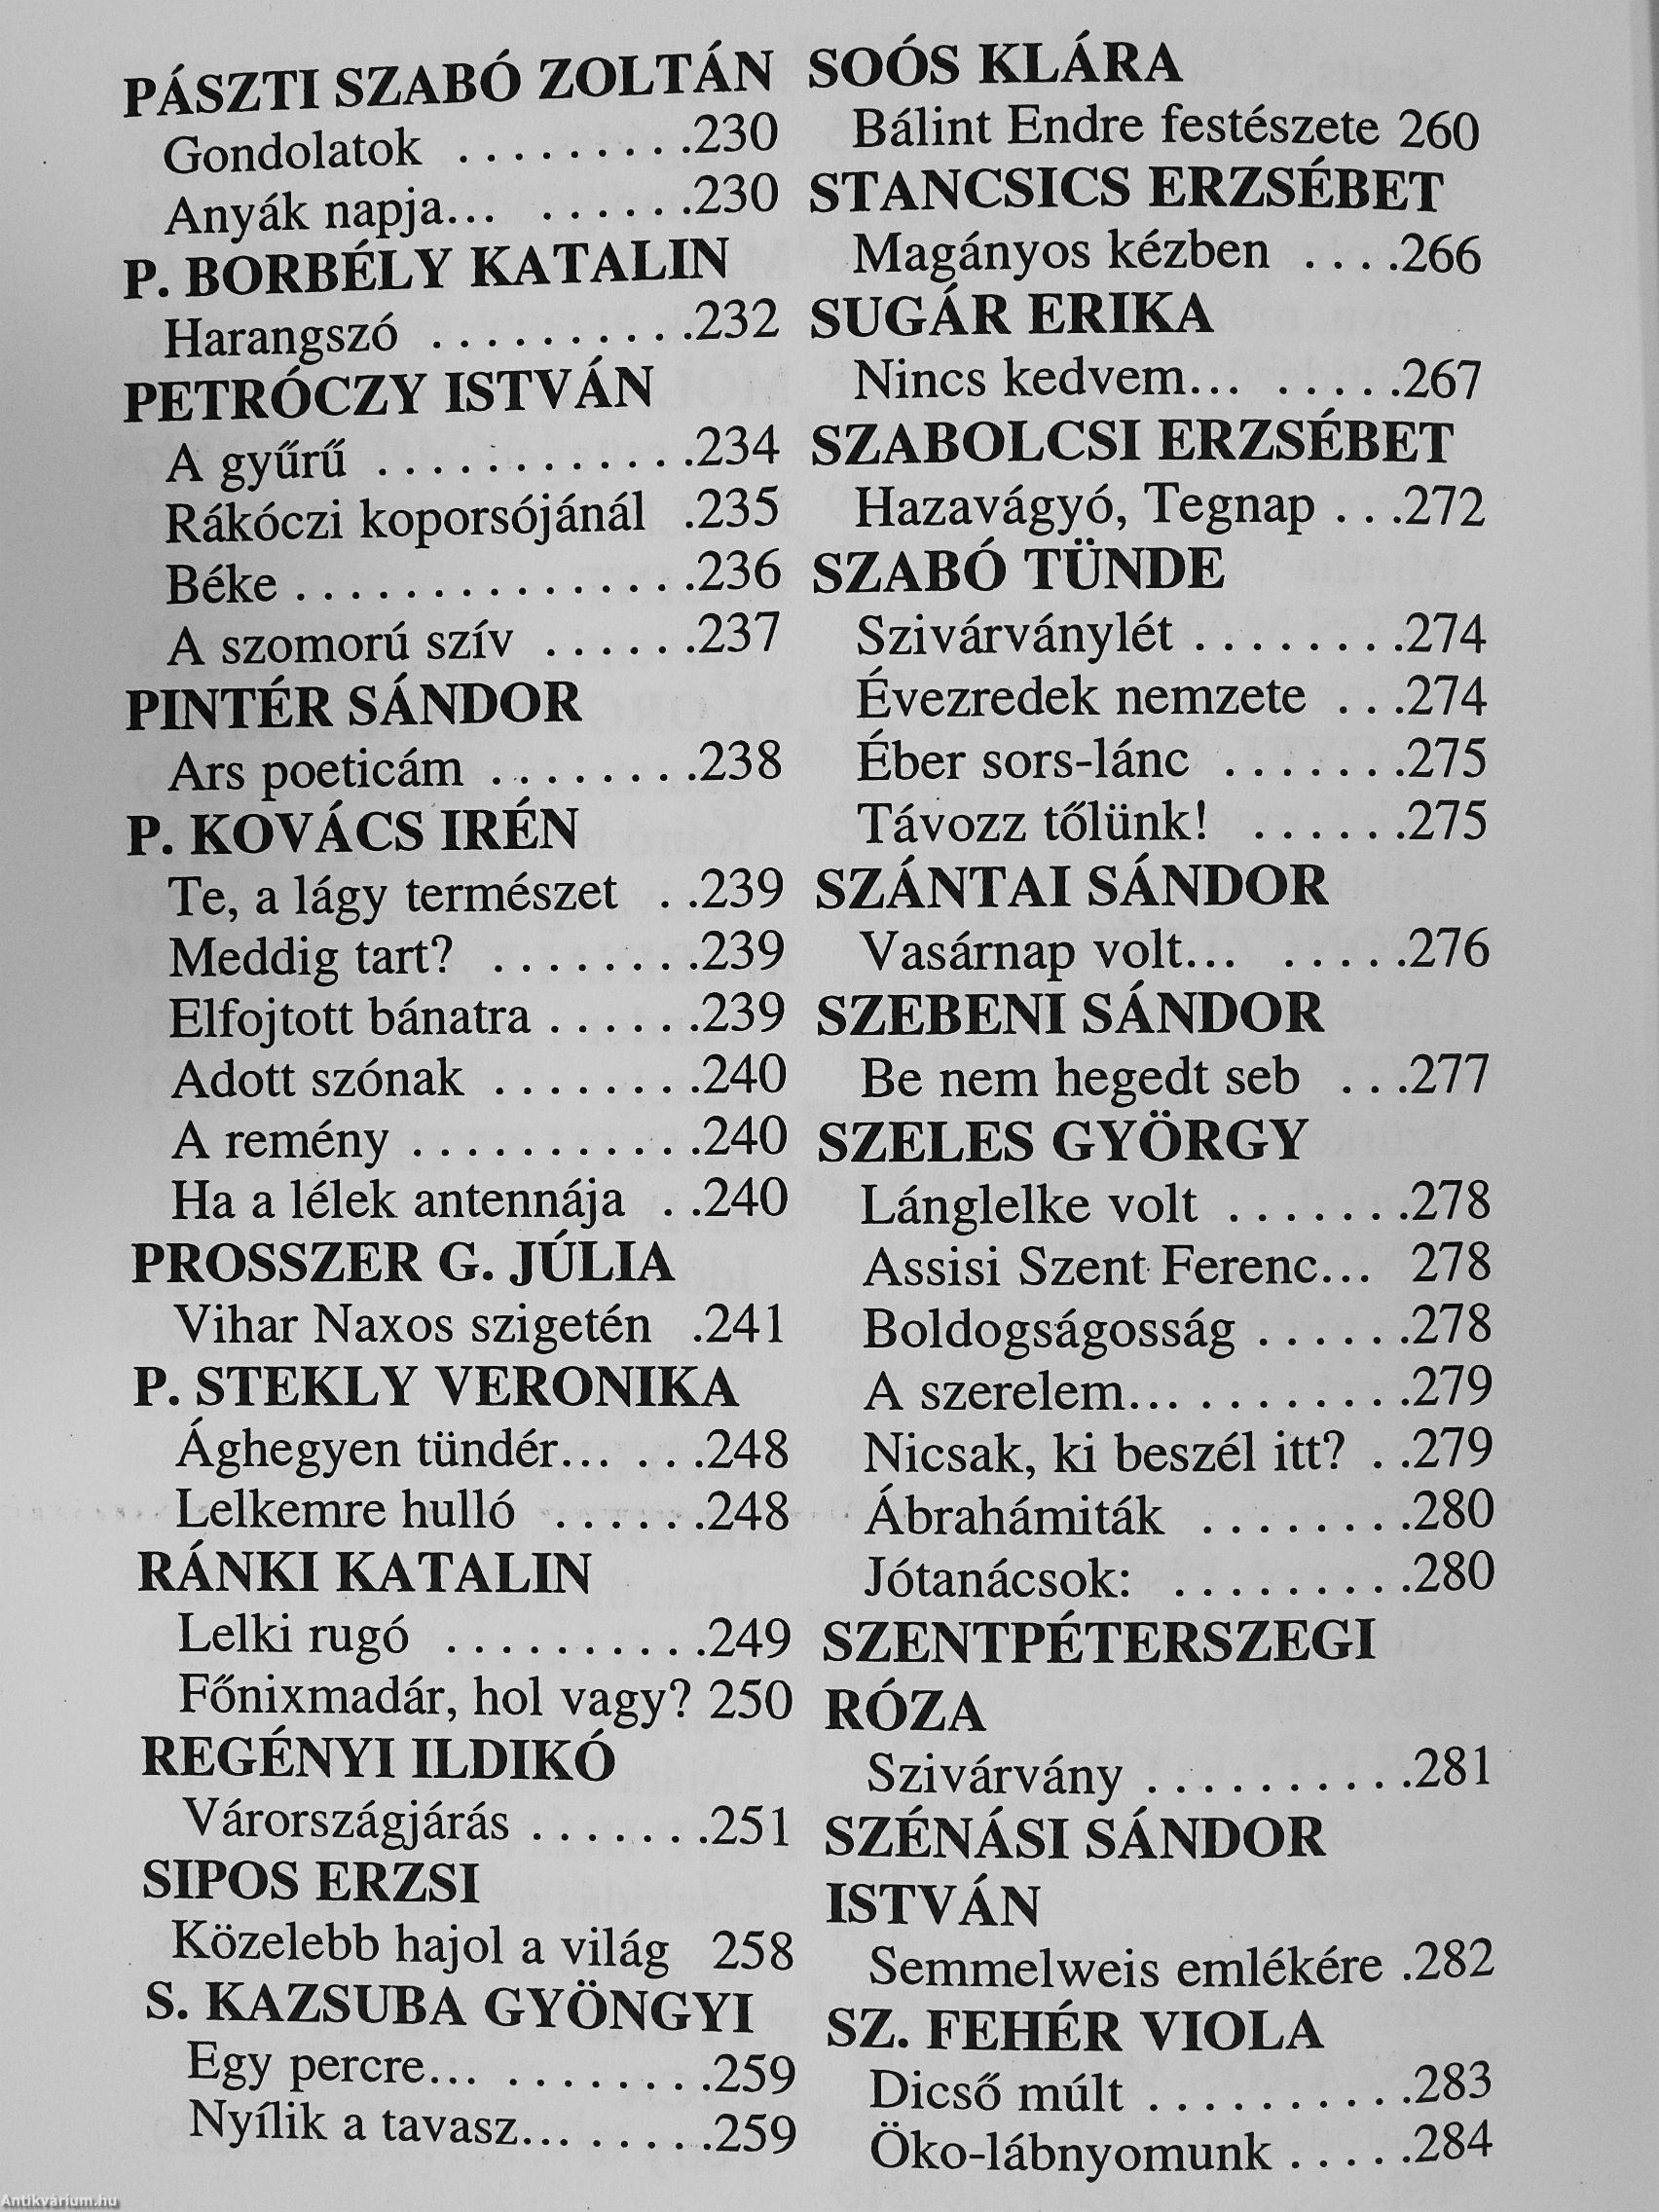 PÁSZTI SZABÓ ZOLTÁN
Gondolatok . . . . . . . . .230
Anyák napja... . . . . . .230
P. BORBÉLY KATALIN
Harangszó . . . . . . . . . .232
PETRÓCZY ISTVÁN
A gyűrű . . . . . . . . . . . .234
Rákóczi koporsójánál .235
Béke . . . . . . . . . . . . . . .236
A szomorú szív . . . . . .237
PINTÉR SÁNDOR
Ars poeticám . . . . . . . .238
P. KOVÁCS IRÉN
Te, a lágy természet . .239
Meddig tart? . . . . . . . .239
Elfojtott bánatra . . . . . .239
Adott szónak . . . . . . . .240
A remény . . . . . . . . . . .240
Ha a lélek antennája . .240
PROSSZER G. JÚLIA
Vihar Naxos szigetén .241
P. STEKLY VERONIKA
Ághegyen tündér... . . .248
Lelkemre hulló . . . . . .248
RÁNKI KATALIN
Lelki rugó . . . . . . . . . .249
Főnixmadár, hol vagy? 250
REGÉNYI ILDIKÓ
Várországjárás . . . . . . .251
SIPOS ERZSI
Közelebb hajol a világ 258
S. KAZSUBA GYÖNGYI
Egy percre... . . . . . . . .259
Nyílik a tavasz... . . . . .259
SOÓS KLÁRA
Bálint Endre festészete 260
STANCSICS ERZSÉBET
Magányos kézben . . . .266
SUGÁR ERIKA
Nincs kedvem... . . . . .267
SZABOLCSI ERZSÉBET
Hazavágyó, Tegnap . . .272
SZABÓ TÜNDE
Szivárványlét . . . . . . . .274
Évezredek nemzete . . .274
Éber sors-lánc . . . . . . .275
Távozz tőlünk! . . . . . .275
SZÁNTAI SÁNDOR
Vasárnap volt... . . . . .276
SZEBENI SÁNDOR
Be nem hegedt seb . . .277
SZELES GYÖRGY
Lánglelke volt . . . . . . .278
Assisi Szent Ferenc... 278
Boldogságosság . . . . . .278
A szerelem... . . . . . . . .279
Nicsak, ki beszél itt? . .279
Ábrahámiták . . . . . . . .280
Jótanácsok: . . . . . . . . .280
SZENTPÉTERSZEGI
RÓZA
Szivárvány . . . . . . . . . .281
SZÉNÁSI SÁNDOR
ISTVÁN
Semmelweis emlékére .282
SZ. FEHÉR VIOLA
Dicső múlt . . . . . . . . . .283
Öko-lábnyomunk . . . . .284
Antikvárium.hu